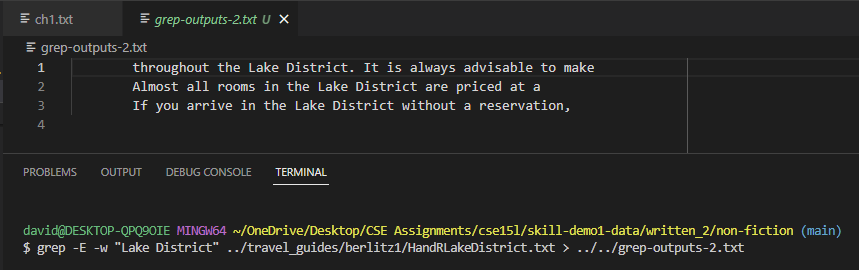 ch1.txt grep-outputs-2.txt U
grep-outputs-2.txt
1 throughout the Lake District. It is always advisable to make
2 Almost all rooms in the Lake District are priced at a
3 If you arrive in the Lake District without a reservation,
4
PROBLEMS OUTPUT DEBUG CONSOLE TERMINAL
david@DESKTOP-QPQ9OIE MINGW64 ~/OneDrive/Desktop/CSE Assignments/cse15l/skill-demo1-data/written_2/non-fiction (main)
$ grep -E -w "Lake District" ../travel_guides/berlitz1/HandRLakeDistrict.txt > ../../grep-outputs-2.txt